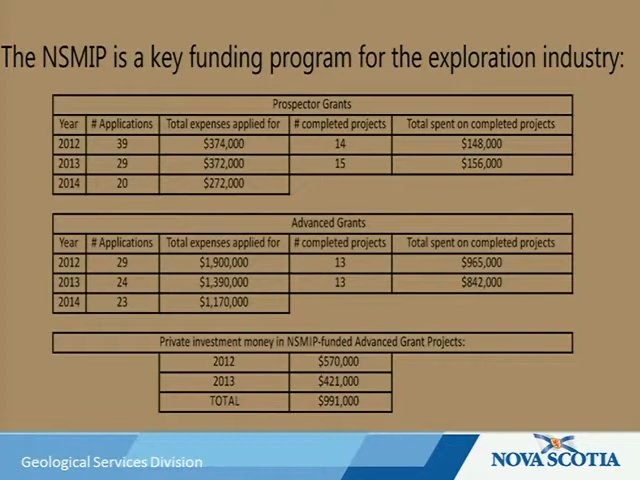 The NSMIP is a key funding program for the exploration industry:
Prospector Grants
Year # Applications Total expenses applied for # completed projects Total spent on completed projects
2012 39 $374,000 14 $148,000
2013 29 $372,000 15 $156,000
2014 20 $272,000
Advanced Grants
Year # Applications Total expenses applied for # completed projects Total spent on completed projects
2012 29 $1,900,000 13 $965,000
2013 24 $1,390,000 13 $842,000
2014 23 $1,170,000
Private investment money in NSMIP-funded Advanced Grant Projects:
2012 $570,000
2013 $421,000
TOTAL $991,000
Geological Services Division
NOVA SCOTIA